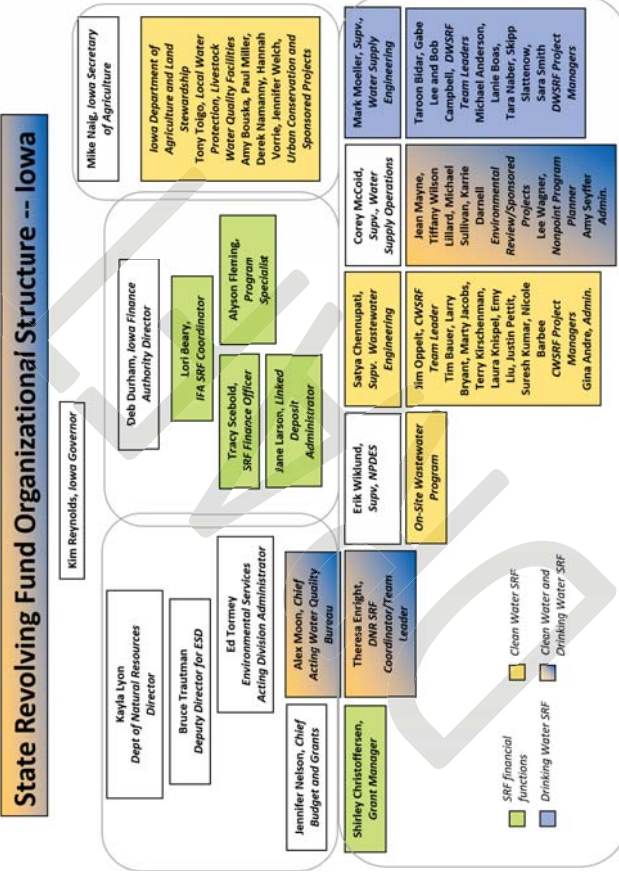 State Revolving Fund Organizational Structure -- Iowa
Kim Reynolds, Iowa Governor
Kayla Lyon
Dept of Natural Resources
Director
Bruce Trautman
Deputy Director for ESD
Ed Tormey
Environmental Services
Acting Division Administrator
Jennifer Nelson, Chief
Budget and Grants
Alex Moon, Chief
Acting Water Quality
Bureau
Deb Durham, Iowa Finance
Authority Director
Lori Beary,
IFA SRF Coordinator
Tracy Scebold,
SRF Finance Officer
Alyson Fleming,
Program
Specialist
Jane Larson, Linked
Deposit
Administrator
Mike Naig, Iowa Secretary
of Agriculture
Iowa Department of
Agriculture and Land
Stewardship
Tony Toigo, Local Water
Protection, Livestock
Water Quality Facilities
Amy Bouska, Paul Miller,
Derek Namanny, Hannah
Vorrie, Jennifer Welch,
Urban Conservation and
Sponsored Projects
Shirley Christoffersen,
Grant Manager
Theresa Enright,
DNR SRF
Coordinator/Team
Leader
Erik Wiklund,
Supv, NPDES
On-Site Wastewater
Program
Satya Chennupati,
Supv. Wastewater
Engineering
Jim Oppelt, CWSRF
Team Leader
Tim Bauer, Larry
Bryant, Marty Jacobs,
Terry Kirschenman,
Laura Knispel, Emy
Liu, Justin Pettit,
Suresh Kumar, Nicole
Barbee
CWSRF Project
Managers
Gina Andre, Admin.
Corey McCoid,
Supv., Water
Supply Operations
Jean Mayne,
Tiffany Wilson
Lillard, Michael
Sullivan, Karrie
Darnell
Environmental
Review/Sponsored
Projects
Lee Wagner,
Nonpoint Program
Planner
Amy Seyffer
Admin.
Mark Moeller, Supv.,
Water Supply
Engineering
Taroon Bidar, Gabe
Lee and Bob
Campbell, DWSRF
Team Leaders
Michael Anderson,
Lanie Boas,
Tara Naber, Skipp
Slattenow,
Sara Smith
DWSRF Project
Managers
SRF financial
functions
Clean Water SRF
Drinking Water SRF
Clean Water and
Drinking Water SRF